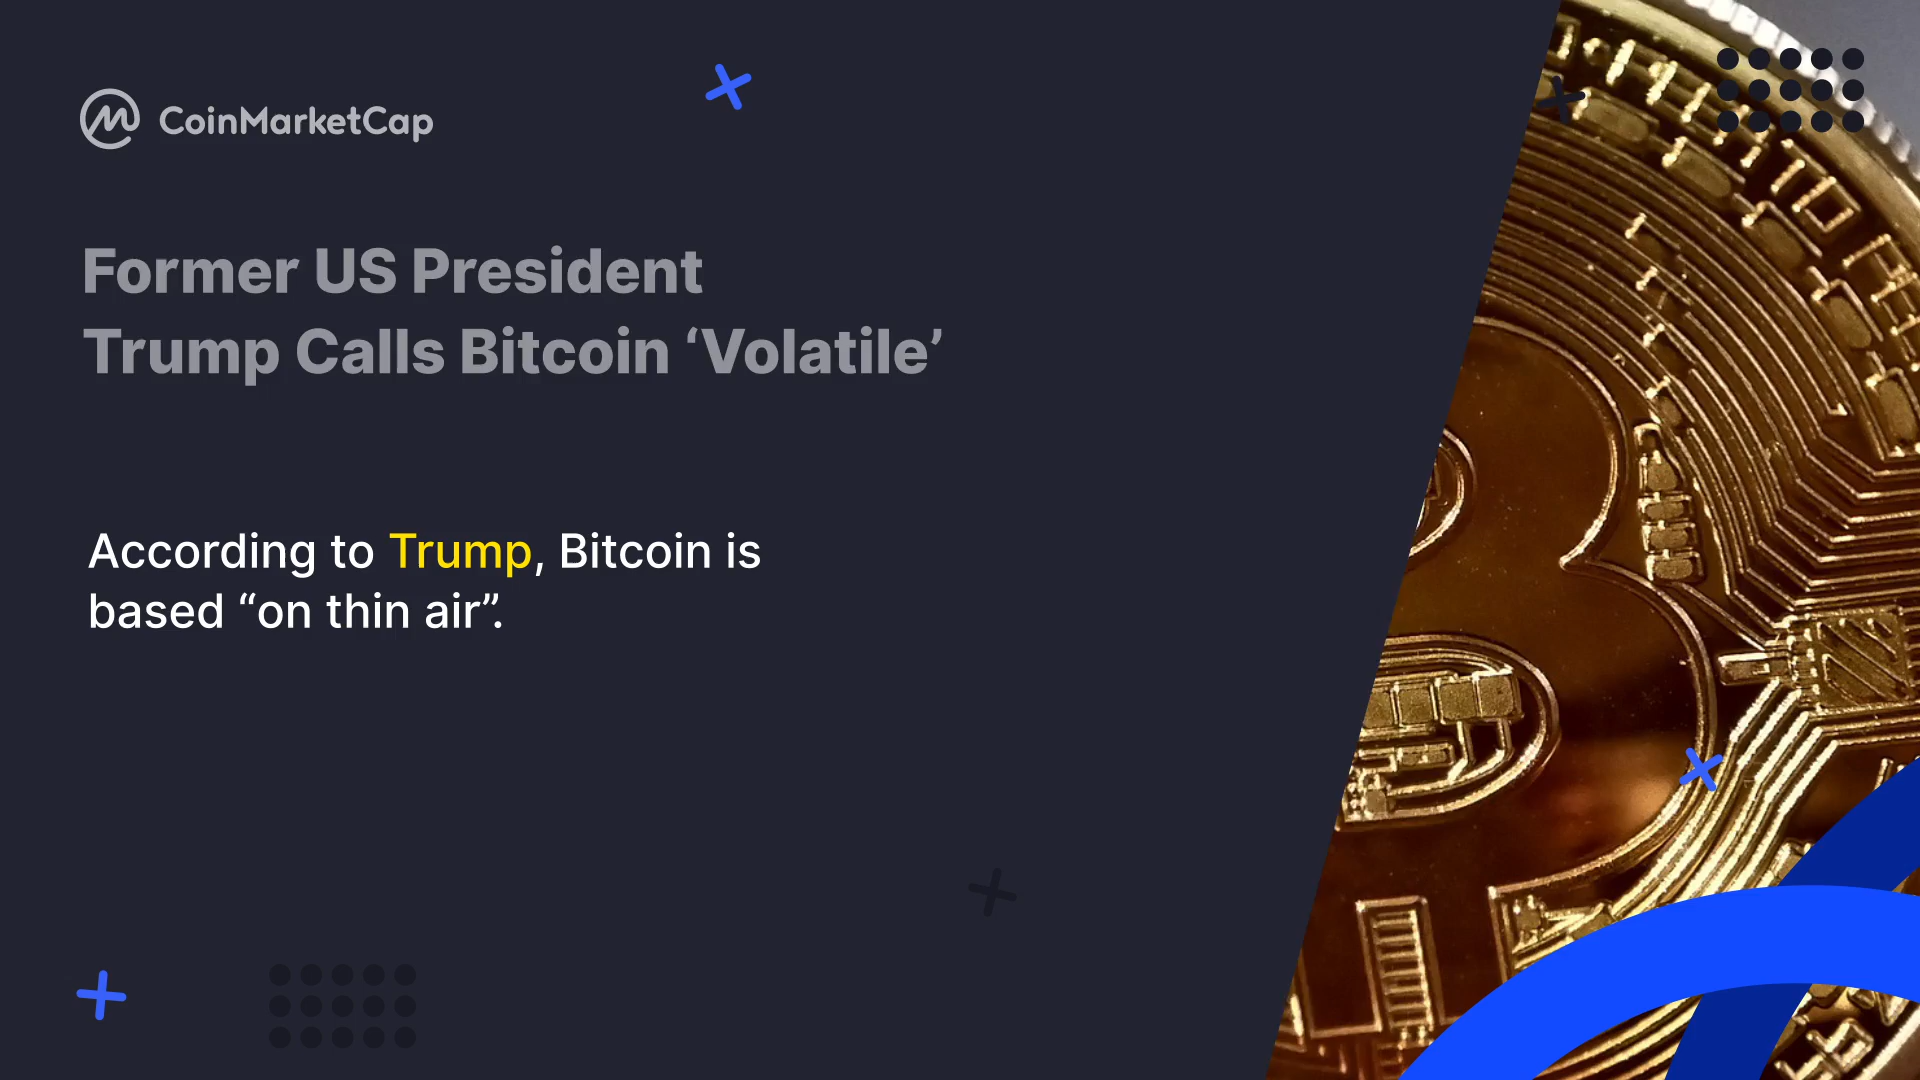 CoinMarketCap
Former US President
Trump Calls Bitcoin ‘Volatile’
According to Trump, Bitcoin is
based “on thin air”.